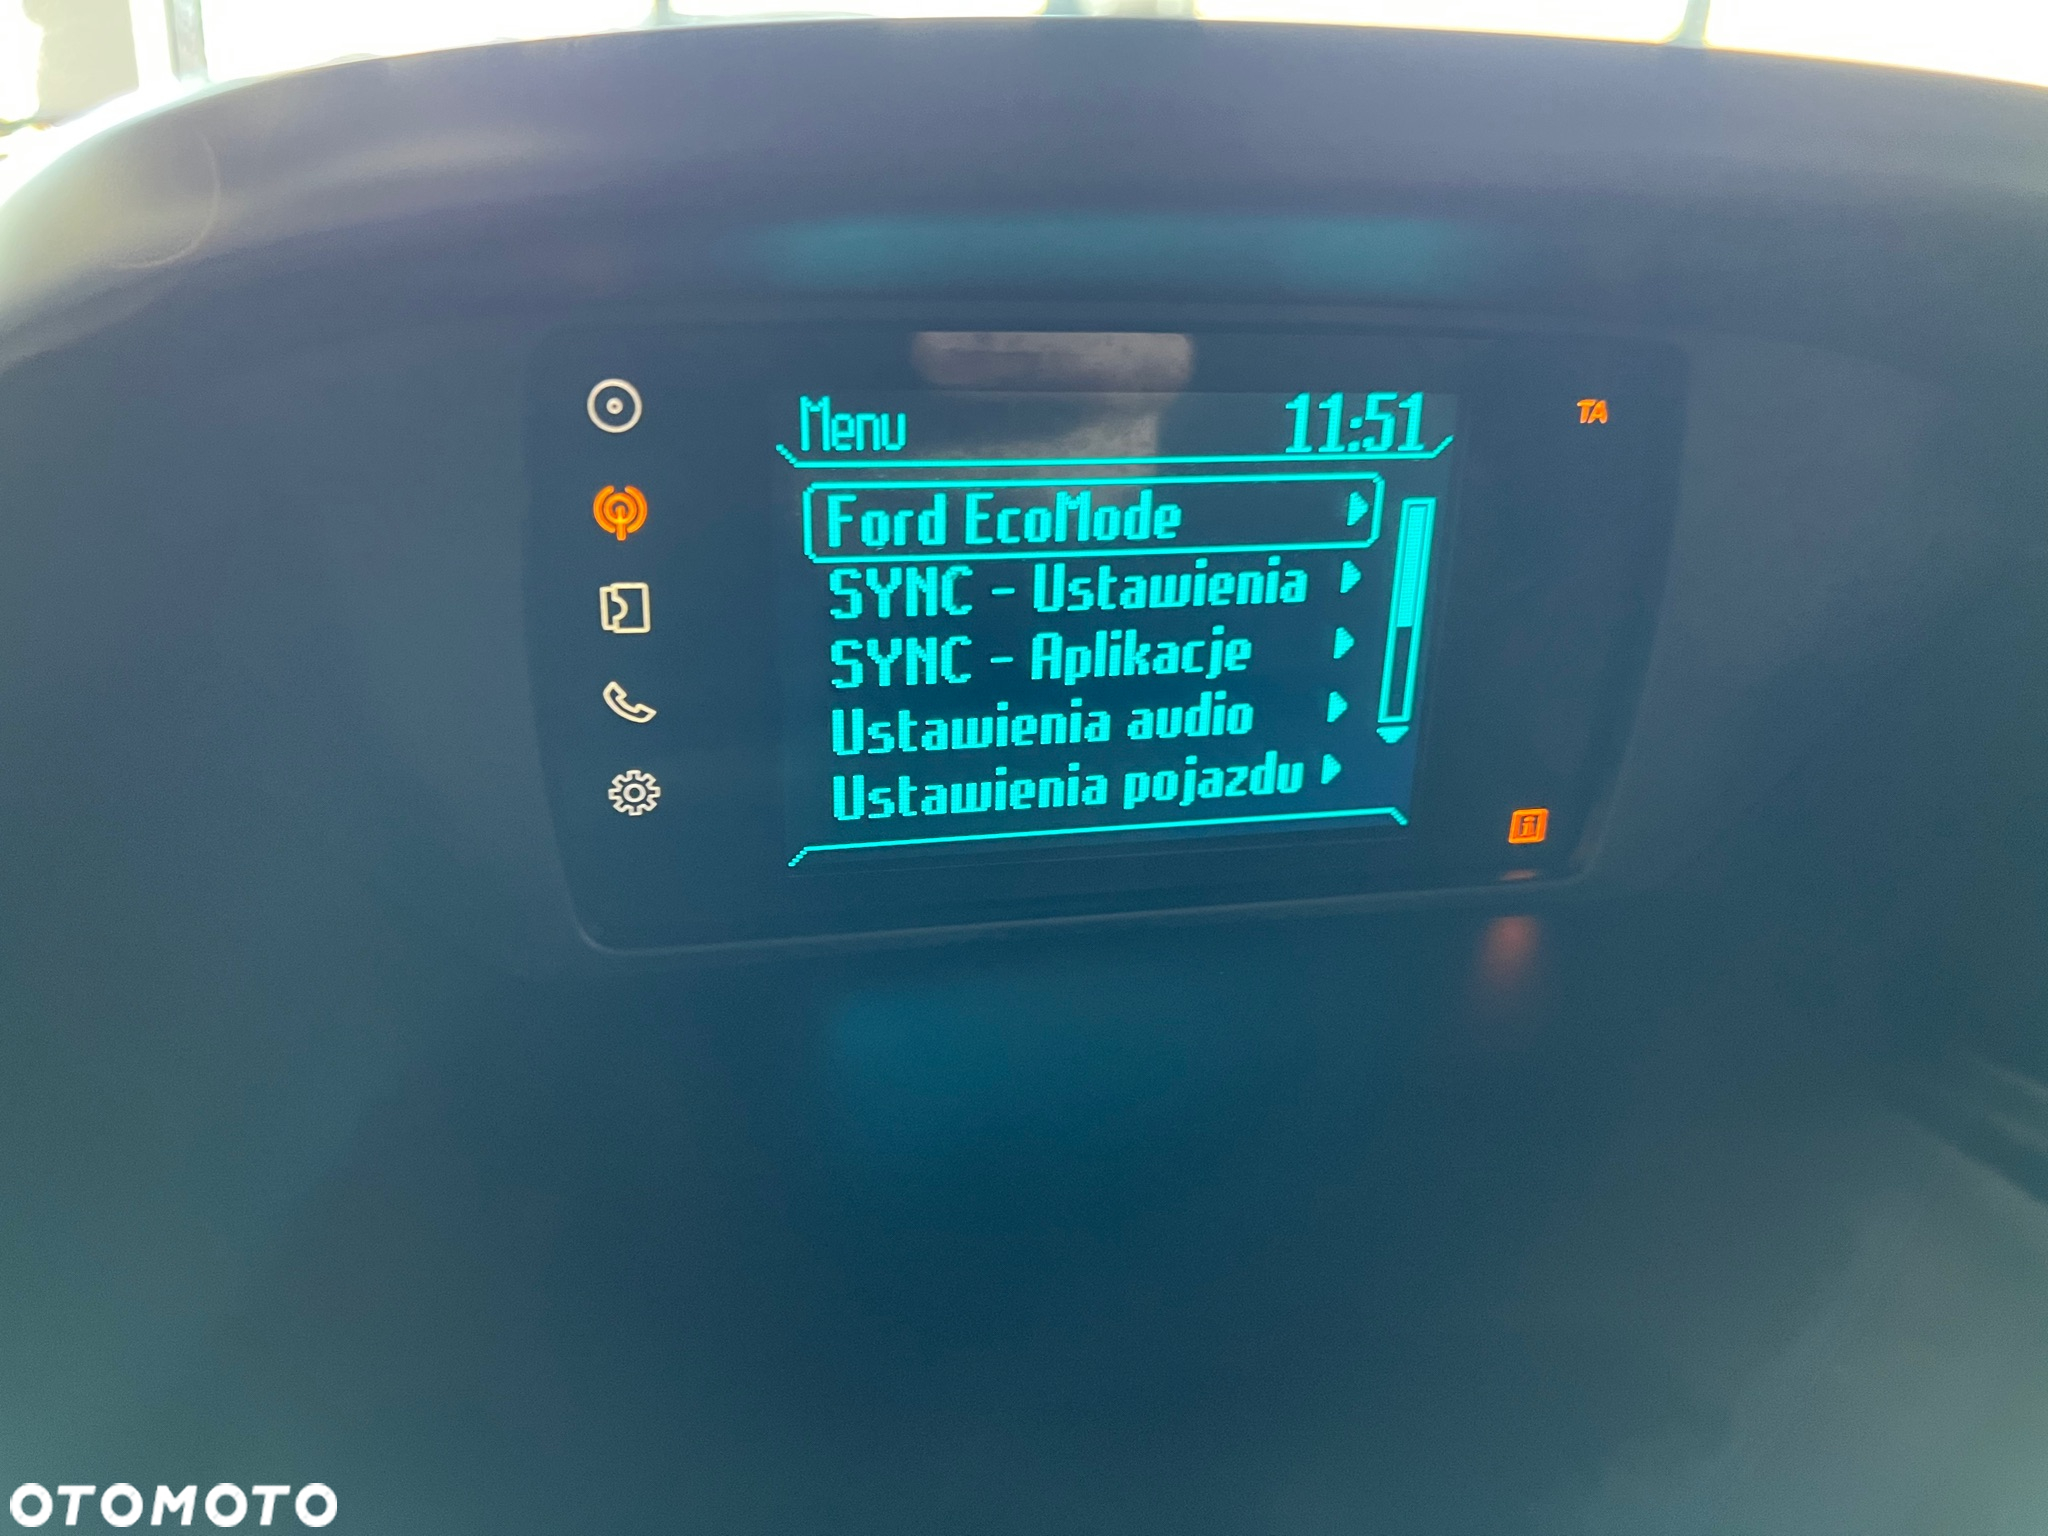 Menu 11:51
TA
Ford EcoMode
SYNC - Ustawienia
SYNC - Aplikacje
Ustawienia audio
Ustawienia pojazdu
i
OTOMOTO